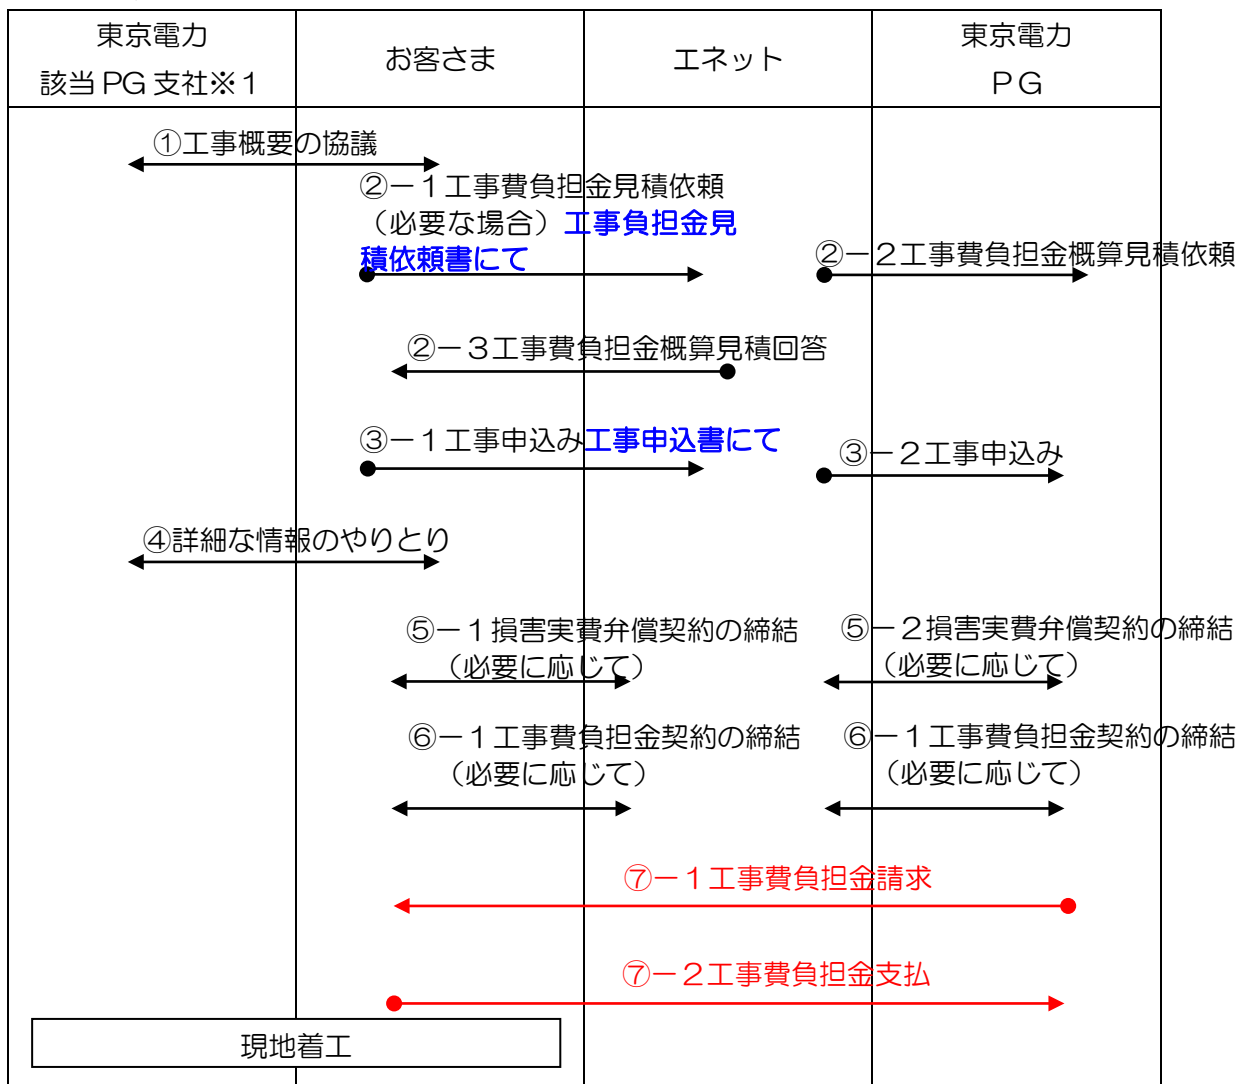 東京電力
該当PG支社※1
お客さま
エネット
東京電力
ＰＧ
①工事概要の協議
②－１工事費負担金見積依頼
（必要な場合）工事負担金見
積依頼書にて
②－２工事費負担金概算見積依頼
②－３工事費負担金概算見積回答
③－１工事申込み工事申込書にて
③－２工事申込み
④詳細な情報のやりとり
⑤－１損害実費弁償契約の締結
（必要に応じて）
⑤－２損害実費弁償契約の締結
（必要に応じて）
⑥－１工事費負担金契約の締結
（必要に応じて）
⑥－１工事費負担金契約の締結
（必要に応じて）
⑦－１工事費負担金請求
⑦－２工事費負担金支払
現地着工